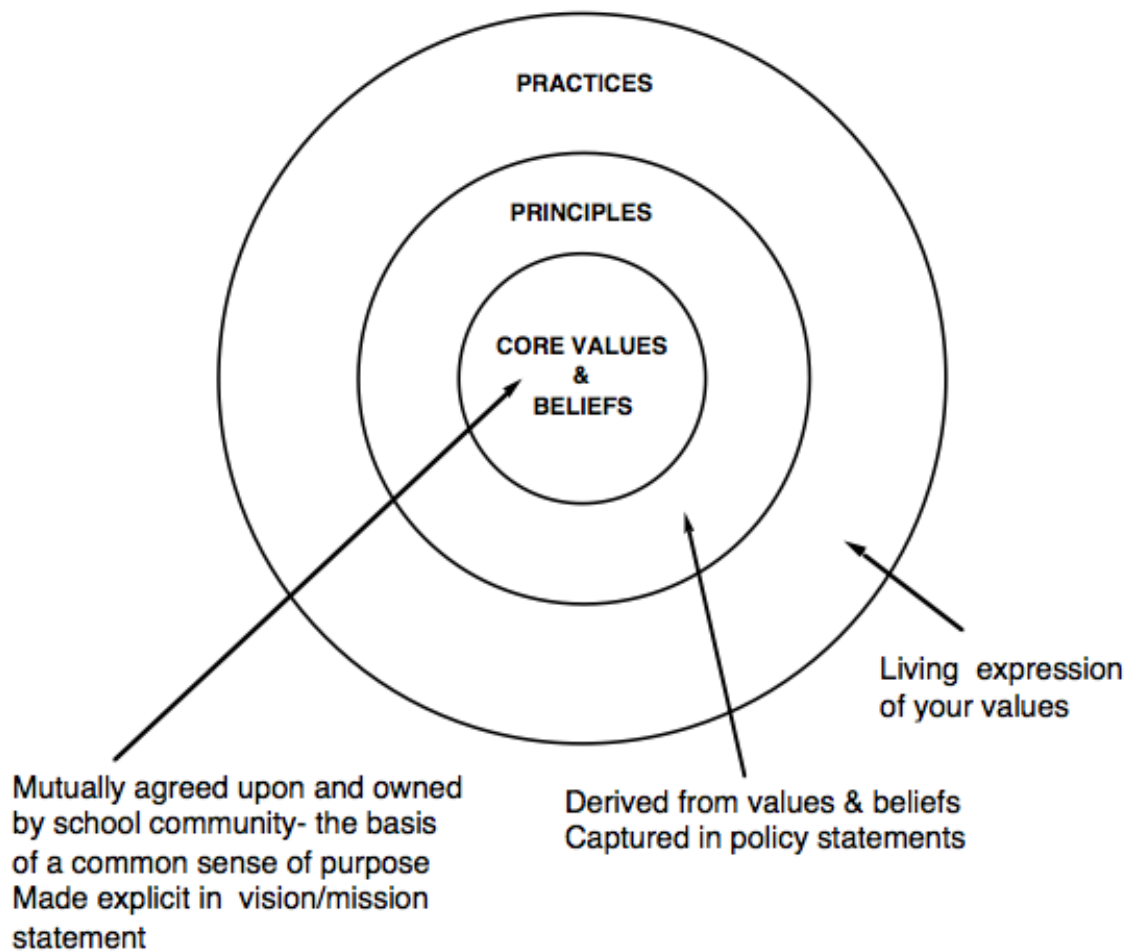 PRACTICES
PRINCIPLES
CORE VALUES
&
BELIEFS
Living expression
of your values
Mutually agreed upon and owned
by school community- the basis
of a common sense of purpose
Made explicit in vision/mission
statement
Derived from values & beliefs
Captured in policy statements